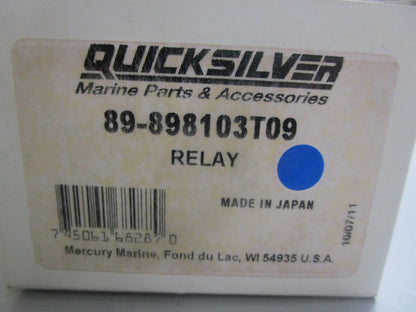 QUICKSILVER
Marine Parts & Accessories
89-898103T09
RELAY
MADE IN JAPAN
10/07/11
7 45061 68287 0
Mercury Marine, Fond du Lac, WI 54935 U.S.A.